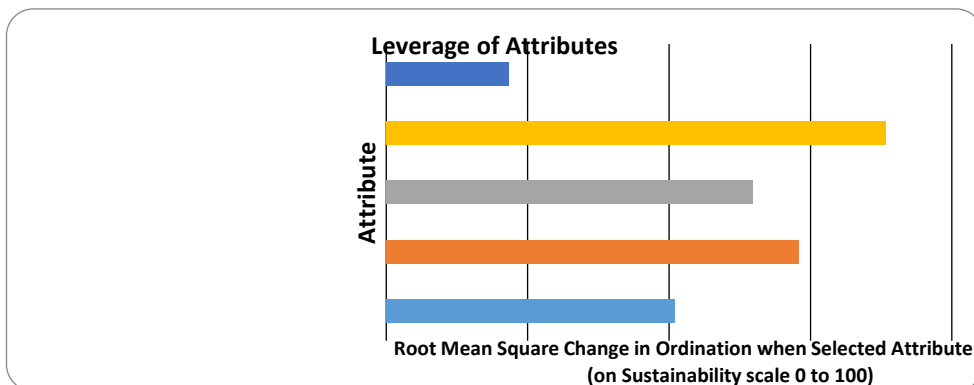 Leverage of Attributes
Attribute
Root Mean Square Change in Ordination when Selected Attribute
(on Sustainability scale 0 to 100)